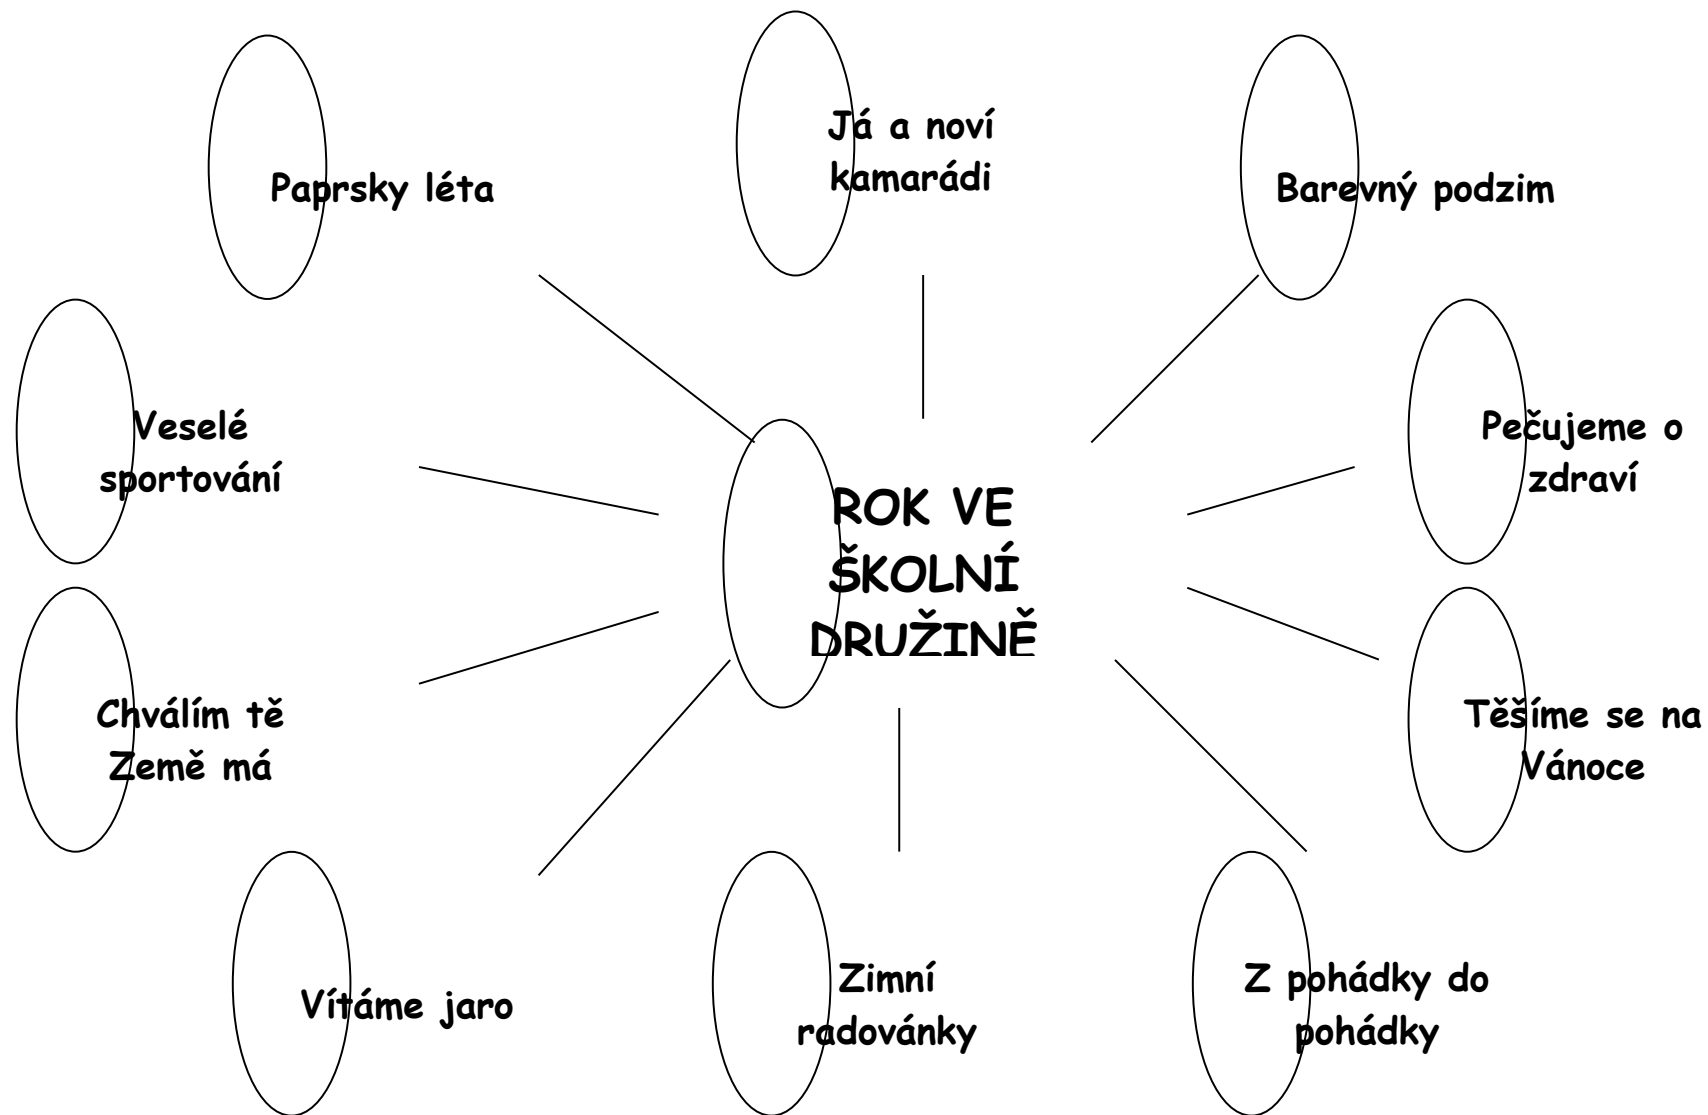 Já a noví
kamarádi
Paprsky léta
Barevný podzim
Veselé
sportování
Pečujeme o
zdraví
ROK VE
ŠKOLNÍ
DRUŽINĚ
Chválím tě
Země má
Těšíme se na
Vánoce
Vítáme jaro
Zimní
radovánky
Z pohádky do
pohádky